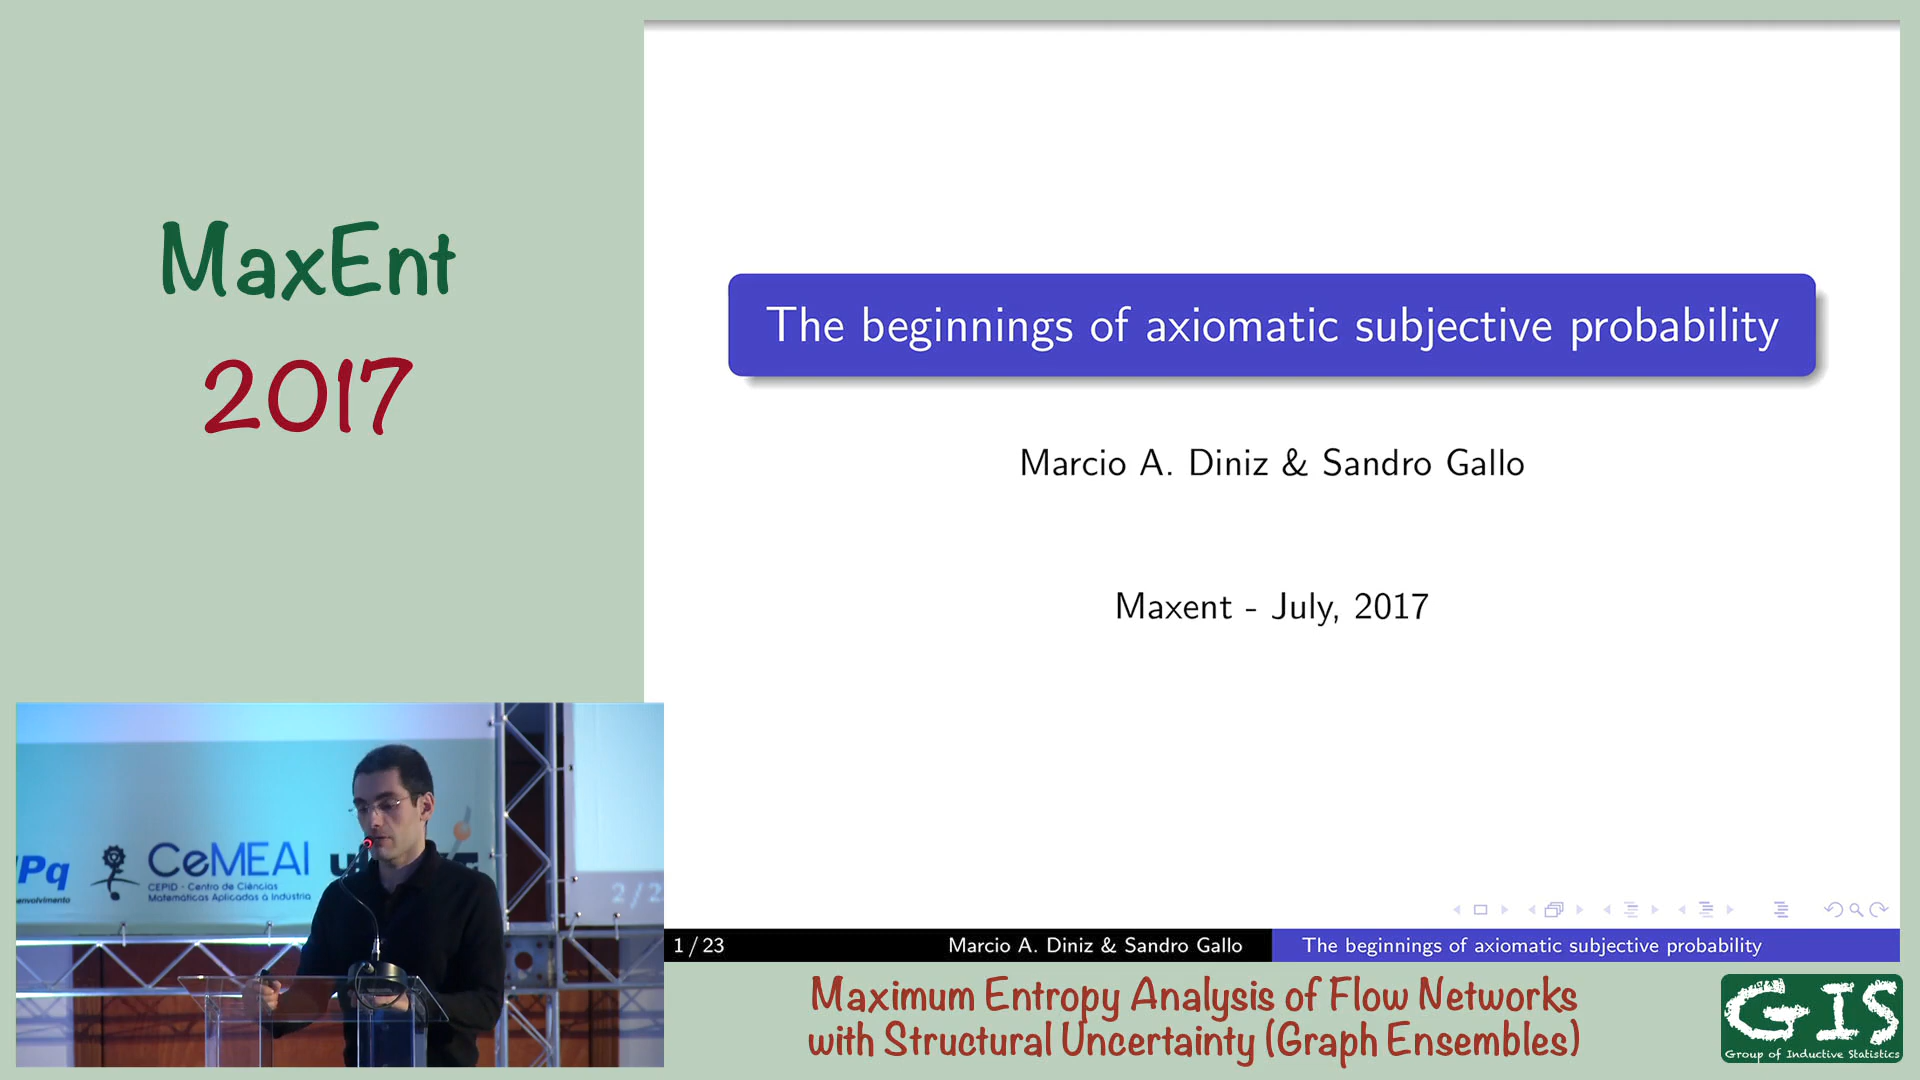 MaxEnt
2017
The beginnings of axiomatic subjective probability
Marcio A. Diniz & Sandro Gallo
Maxent - July, 2017
Pq
CeMEAI
CEPID - Centro de Ciências
Matemáticas Aplicadas à Indústria
2/2
1 / 23
Marcio A. Diniz & Sandro Gallo
The beginnings of axiomatic subjective probability
Maximum Entropy Analysis of Flow Networks
with Structural Uncertainty (Graph Ensembles)
GIS
Group of Inductive Statistics